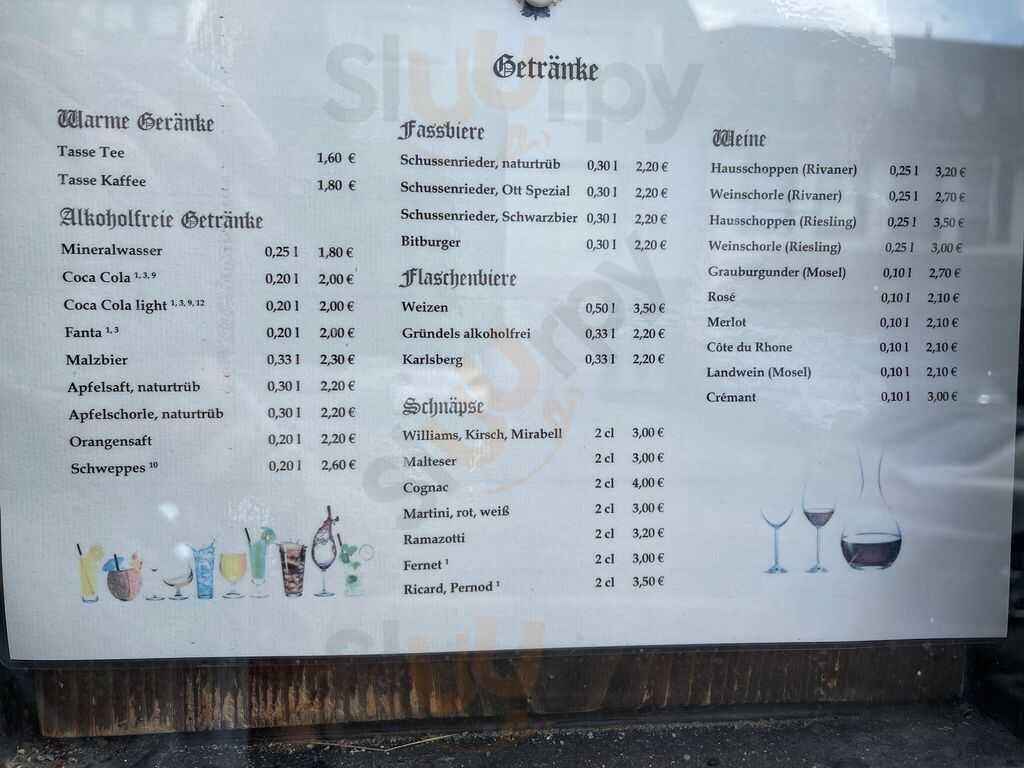 Getränke
Warme Geränke
Tasse Tee 1,60 €
Tasse Kaffee 1,80 €
Alkoholfreie Getränke
Mineralwasser 0,25 l 1,80 €
Coca Cola 1, 3, 9 0,20 l 2,00 €
Coca Cola light 1, 3, 9, 12 0,20 l 2,00 €
Fanta 1, 3 0,20 l 2,00 €
Malzbier 0,33 l 2,30 €
Apfelsaft, naturtrüb 0,30 l 2,20 €
Apfelschorle, naturtrüb 0,30 l 2,20 €
Orangensaft 0,20 l 2,20 €
Schweppes 10 0,20 l 2,60 €
Fassbiere
Schussenrieder, naturtrüb 0,30 l 2,20 €
Schussenrieder, Ott Spezial 0,30 l 2,20 €
Schussenrieder, Schwarzbier 0,30 l 2,20 €
Bitburger 0,30 l 2,20 €
Flaschenbiere
Weizen 0,50 l 3,50 €
Gründels alkoholfrei 0,33 l 2,20 €
Karlsberg 0,33 l 2,20 €
Schnäpse
Williams, Kirsch, Mirabell 2 cl 3,00 €
Malteser 2 cl 3,00 €
Cognac 2 cl 4,00 €
Martini, rot, weiß 2 cl 3,00 €
Ramazotti 2 cl 3,20 €
Fernet 1 2 cl 3,00 €
Ricard, Pernod 1 2 cl 3,50 €
Weine
Hausschoppen (Rivaner) 0,25 l 3,20 €
Weinschorle (Rivaner) 0,25 l 2,70 €
Hausschoppen (Riesling) 0,25 l 3,50 €
Weinschorle (Riesling) 0,25 l 3,00 €
Grauburgunder (Mosel) 0,10 l 2,70 €
Rosé 0,10 l 2,10 €
Merlot 0,10 l 2,10 €
Côte du Rhone 0,10 l 2,10 €
Landwein (Mosel) 0,10 l 2,10 €
Crémant 0,10 l 3,00 €
Sluurpy
Sluurpy
Sluu